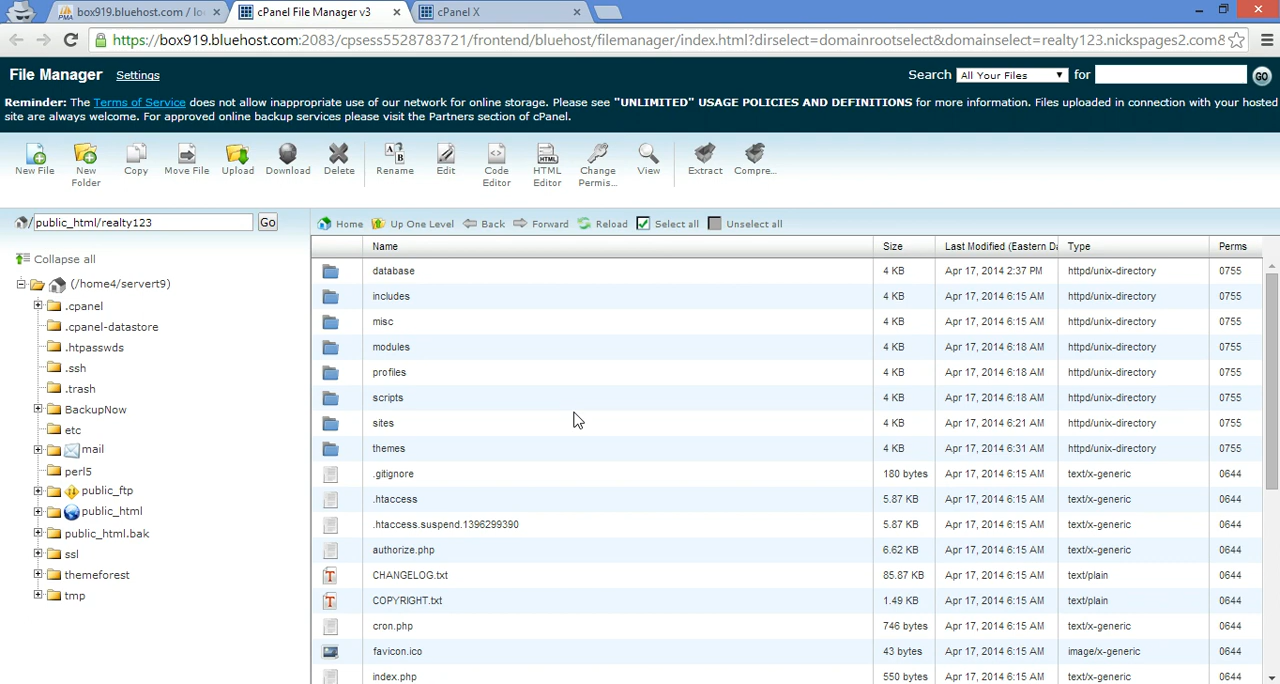 box919.bluehost.com / lo
cPanel File Manager v3
cPanel X
https://box919.bluehost.com:2083/cpsess5528783721/frontend/bluehost/filemanager/index.html?dirselect=domainrootselect&domainselect=realty123.nickspages2.com8
File Manager Settings Search All Your Files for GO
Reminder: The Terms of Service does not allow inappropriate use of our network for online storage. Please see "UNLIMITED" USAGE POLICIES AND DEFINITIONS for more information. Files uploaded in connection with your hosted
site are always welcome. For approved online backup services please visit the Partners section of cPanel.
New File
New Folder
Copy
Move File
Upload
Download
Delete
Rename
Edit
Code Editor
HTML Editor
Change Permis...
View
Extract
Compre...
/ public_html/realty123 Go
Collapse all
(/home4/servert9)
.cpanel
.cpanel-datastore
.htpasswds
.ssh
.trash
BackupNow
etc
mail
perl5
public_ftp
public_html
public_html.bak
ssl
themeforest
tmp
Home Up One Level Back Forward Reload Select all Unselect all
Name Size Last Modified (Eastern Da Type Perms
database 4 KB Apr 17, 2014 2:37 PM httpd/unix-directory 0755
includes 4 KB Apr 17, 2014 6:15 AM httpd/unix-directory 0755
misc 4 KB Apr 17, 2014 6:15 AM httpd/unix-directory 0755
modules 4 KB Apr 17, 2014 6:18 AM httpd/unix-directory 0755
profiles 4 KB Apr 17, 2014 6:18 AM httpd/unix-directory 0755
scripts 4 KB Apr 17, 2014 6:18 AM httpd/unix-directory 0755
sites 4 KB Apr 17, 2014 6:21 AM httpd/unix-directory 0755
themes 4 KB Apr 17, 2014 6:31 AM httpd/unix-directory 0755
.gitignore 180 bytes Apr 17, 2014 6:15 AM text/x-generic 0644
.htaccess 5.87 KB Apr 17, 2014 6:15 AM text/x-generic 0644
.htaccess.suspend.1396299390 5.87 KB Apr 17, 2014 6:15 AM text/x-generic 0644
authorize.php 6.62 KB Apr 17, 2014 6:15 AM text/x-generic 0644
CHANGELOG.txt 85.87 KB Apr 17, 2014 6:15 AM text/plain 0644
COPYRIGHT.txt 1.49 KB Apr 17, 2014 6:15 AM text/plain 0644
cron.php 746 bytes Apr 17, 2014 6:15 AM text/x-generic 0644
favicon.ico 43 bytes Apr 17, 2014 6:15 AM image/x-generic 0644
index.php 550 bytes Apr 17, 2014 6:15 AM text/x-generic 0644